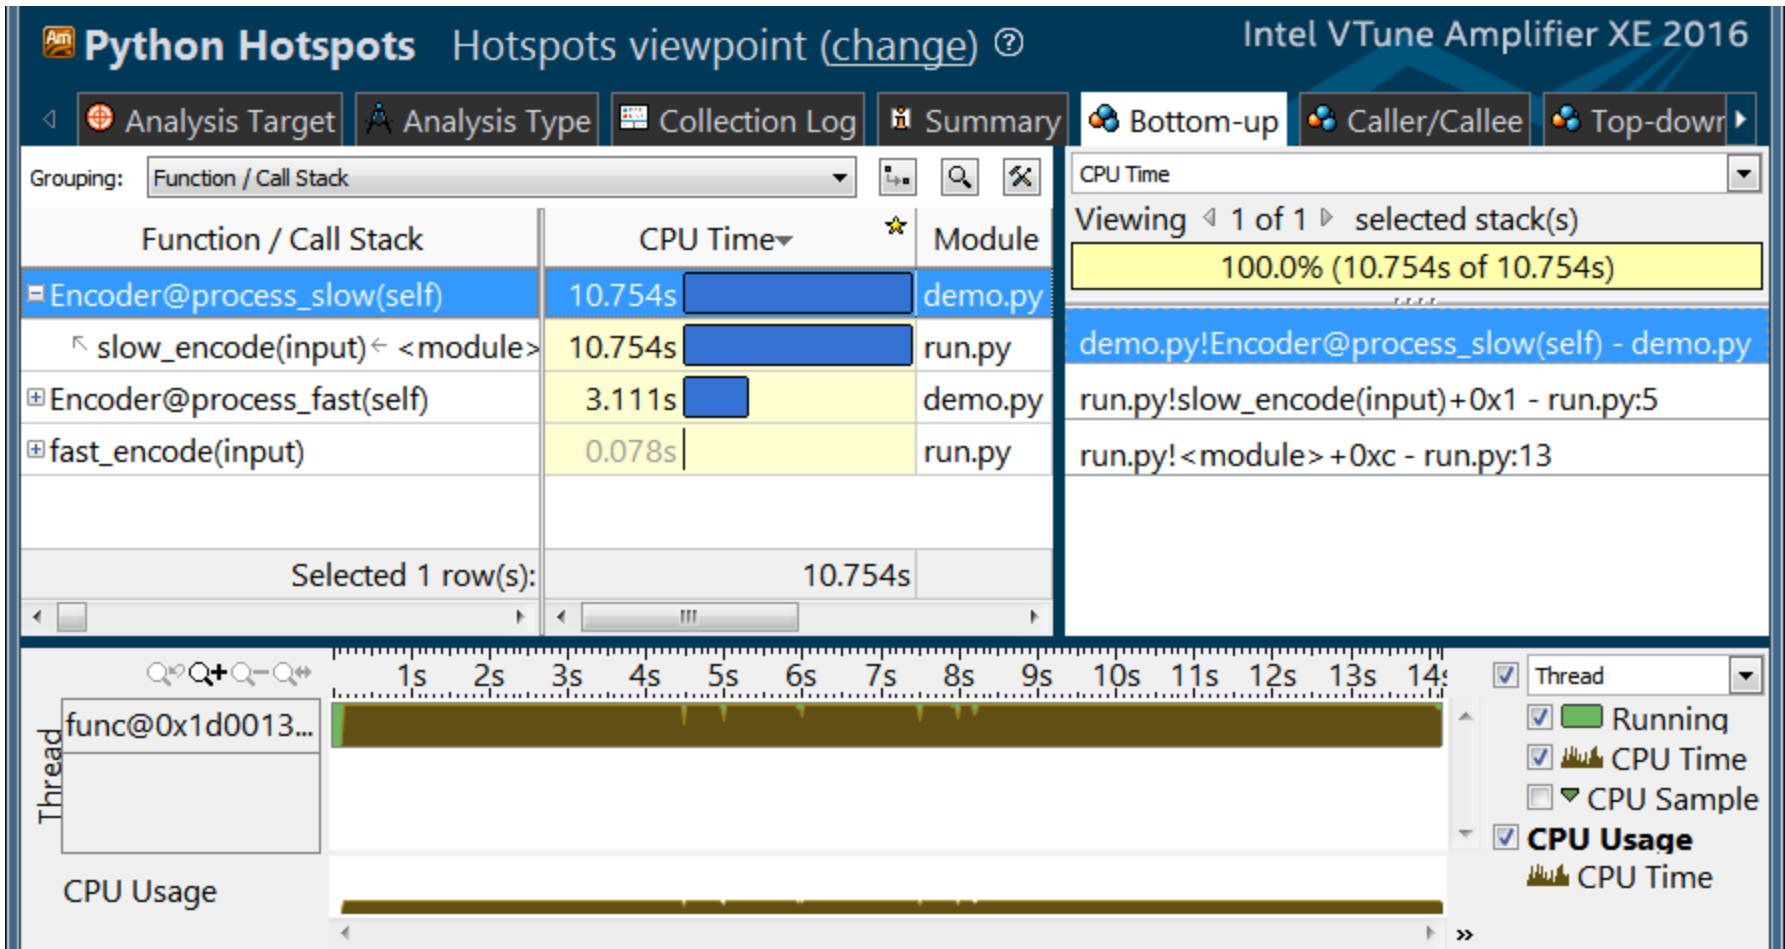 Python Hotspots Hotspots viewpoint (change) ? Intel VTune Amplifier XE 2016
Analysis Target Analysis Type Collection Log Summary Bottom-up Caller/Callee Top-down
Grouping: Function / Call Stack
Function / Call Stack CPU Time Module
Encoder@process_slow(self) 10.754s demo.py
slow_encode(input) ← <module> 10.754s run.py
Encoder@process_fast(self) 3.111s demo.py
fast_encode(input) 0.078s run.py
Selected 1 row(s): 10.754s
CPU Time
Viewing 1 of 1 selected stack(s)
100.0% (10.754s of 10.754s)
demo.py!Encoder@process_slow(self) - demo.py
run.py!slow_encode(input)+0x1 - run.py:5
run.py!<module>+0xc - run.py:13
1s 2s 3s 4s 5s 6s 7s 8s 9s 10s 11s 12s 13s 14s
Thread
func@0x1d0013...
CPU Usage
Thread
Running
CPU Time
CPU Sample
CPU Usage
CPU Time